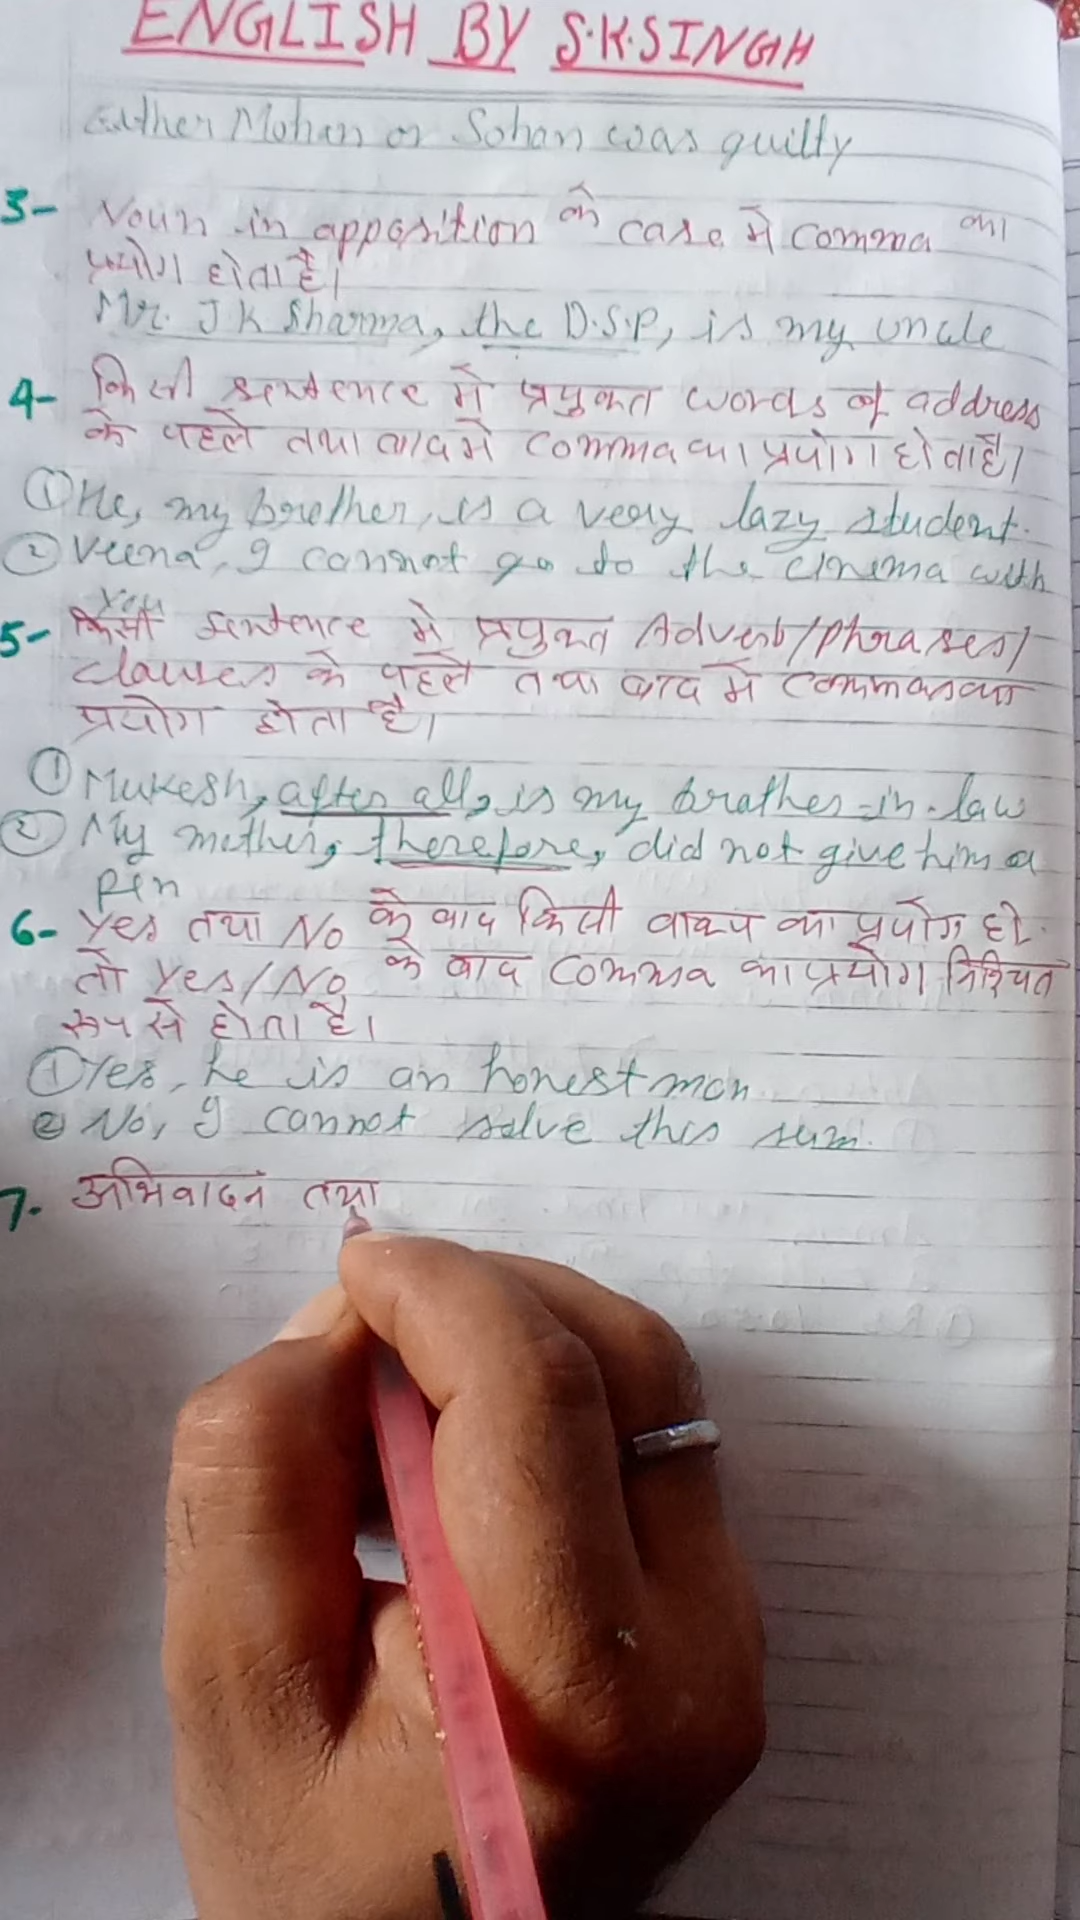 ENGLISH BY S.K.SINGH
Either Mohan or Sohan was guilty
3- Noun in apposition के case में comma का
प्रयोग होता है।
Mr. J K Sharma, the D.S.P, is my uncle
4- किसी sentence में प्रयुक्त words of address
के पहले तथा बाद में comma का प्रयोग होता है।
① He, my brother, is a very lazy student.
② Veena, I cannot go to the cinema with
you
5- किसी sentence में प्रयुक्त Adverb/phrases/
clauses के पहले तथा बाद में commas का
प्रयोग होता है।
① Mukesh, after all, is my brother-in-law
② My mother, therefore, did not give him a
pen
6- Yes तथा No के बाद किसी वाक्य का प्रयोग हो
तो Yes/No के बाद comma का प्रयोग निश्चित
रूप से होता है।
① Yes, he is an honest man
② No, I cannot solve this sum.
7. अभिवादन तथा